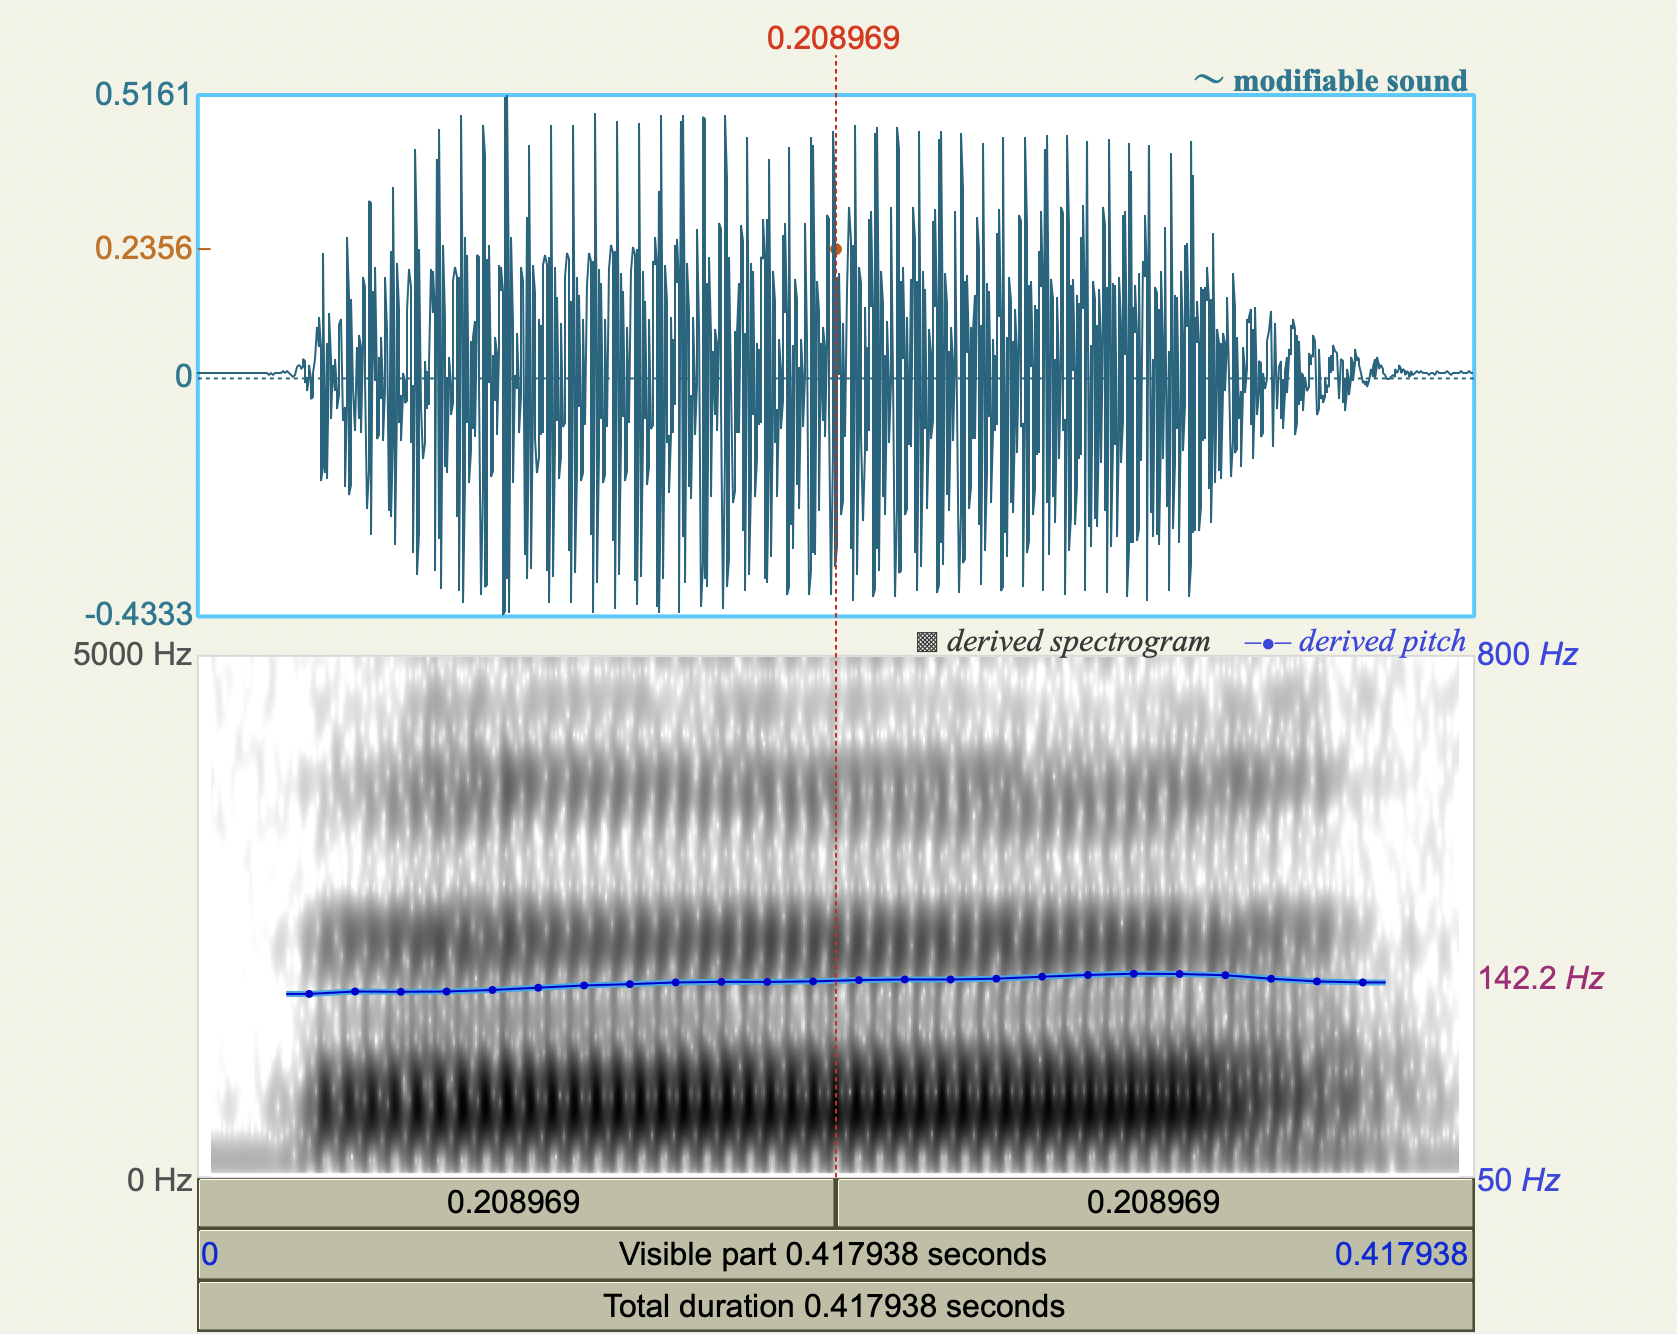 0.208969
0.5161
~ modifiable sound
0.2356
0
-0.4333
derived spectrogram
derived pitch
5000 Hz
800 Hz
142.2 Hz
0 Hz
50 Hz
0.208969
0.208969
0
Visible part 0.417938 seconds
0.417938
Total duration 0.417938 seconds